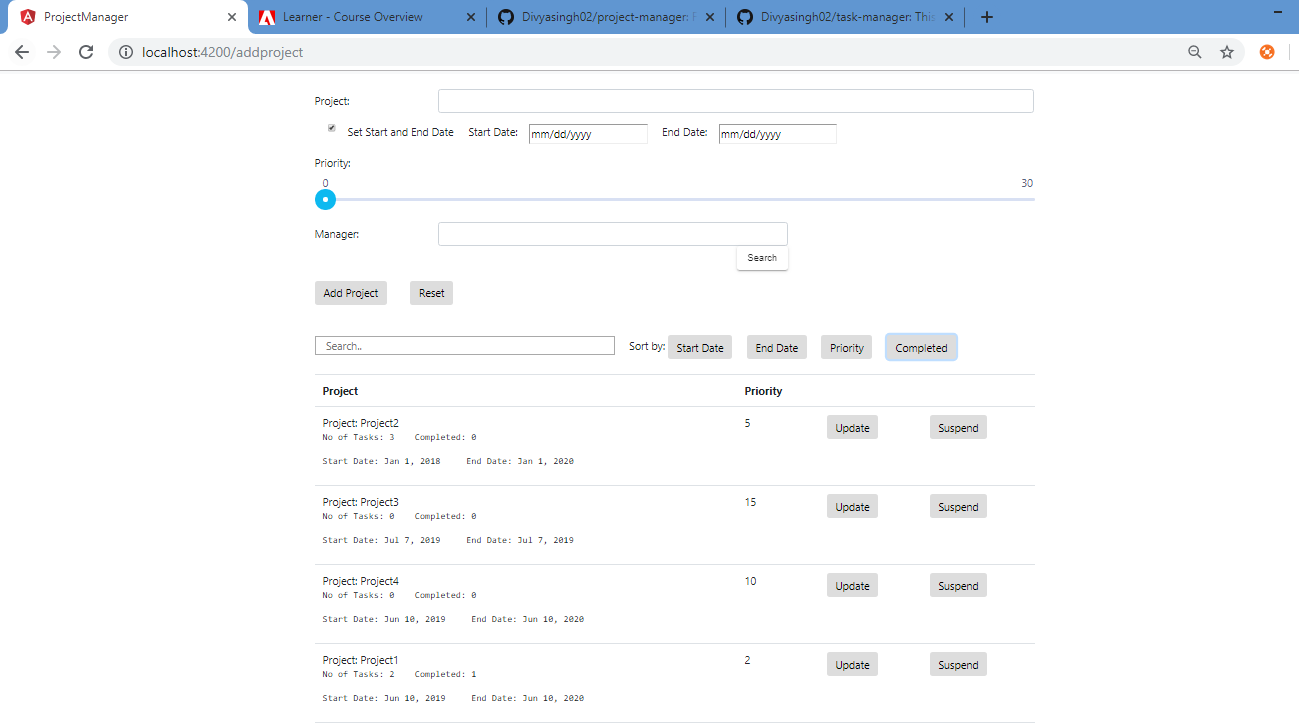 ProjectManager
Learner - Course Overview
Divyasingh02/project-manager:
Divyasingh02/task-manager: This
localhost:4200/addproject
Project:
Set Start and End Date Start Date: mm/dd/yyyy End Date: mm/dd/yyyy
Priority:
0 30
Manager:
Search
Add Project Reset
Search.. Sort by: Start Date End Date Priority Completed
Project Priority
Project: Project2 5 Update Suspend
No of Tasks: 3 Completed: 0
Start Date: Jan 1, 2018 End Date: Jan 1, 2020
Project: Project3 15 Update Suspend
No of Tasks: 0 Completed: 0
Start Date: Jul 7, 2019 End Date: Jul 7, 2019
Project: Project4 10 Update Suspend
No of Tasks: 0 Completed: 0
Start Date: Jun 10, 2019 End Date: Jun 10, 2020
Project: Project1 2 Update Suspend
No of Tasks: 2 Completed: 1
Start Date: Jun 10, 2019 End Date: Jun 10, 2020